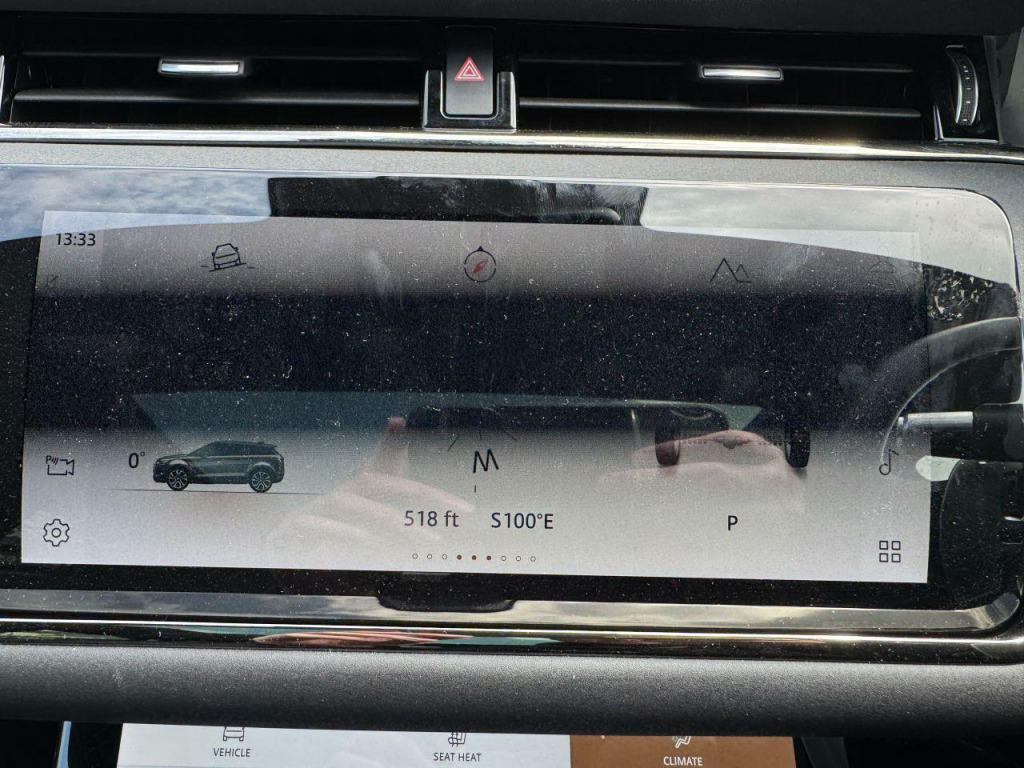 13:33
P
0°
W
518 ft S100°E
P
VEHICLE
SEAT HEAT
CLIMATE